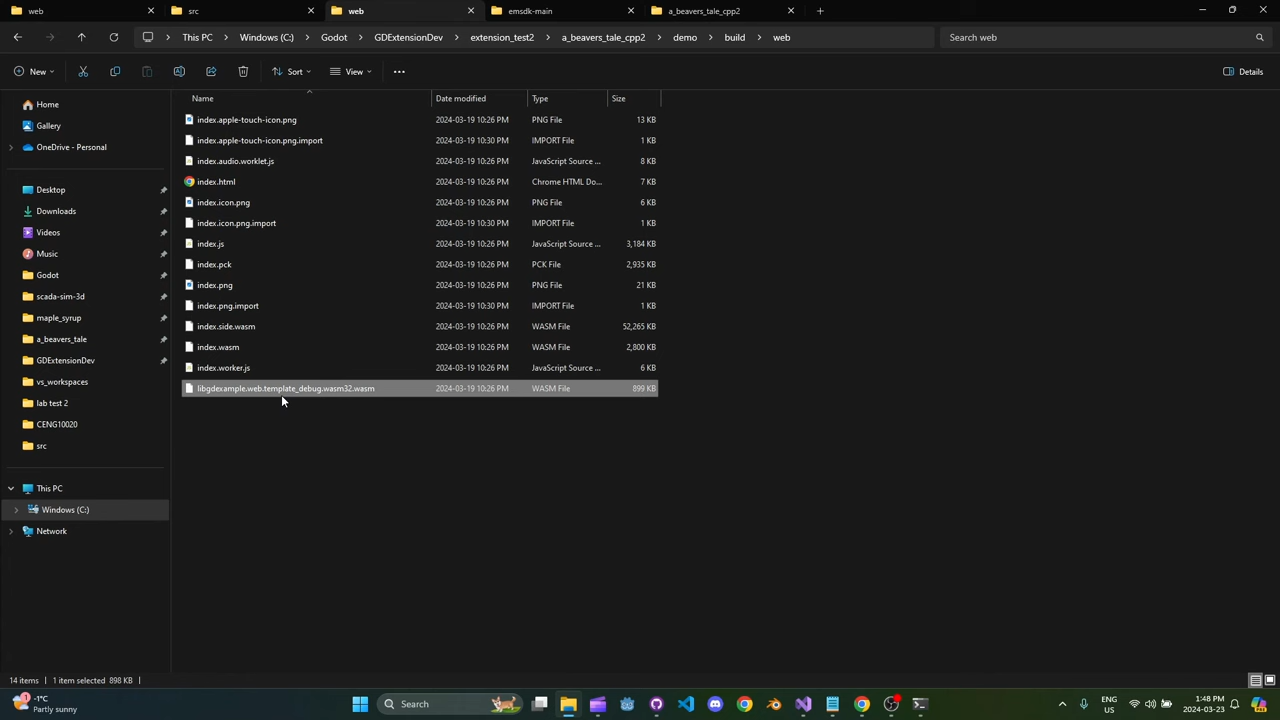 web
src
web
emsdk-main
a_beavers_tale_cpp2
This PC
Windows (C:)
Godot
GDExtensionDev
extension_test2
a_beavers_tale_cpp2
demo
build
web
Search web
New
Sort
View
Details
Home
Gallery
OneDrive - Personal
Desktop
Downloads
Videos
Music
Godot
scada-sim-3d
maple_syrup
a_beavers_tale
GDExtensionDev
vs_workspaces
lab test 2
CENG10020
src
This PC
Windows (C:)
Network
Name Date modified Type Size
index.apple-touch-icon.png 2024-03-19 10:26 PM PNG File 13 KB
index.apple-touch-icon.png.import 2024-03-19 10:30 PM IMPORT File 1 KB
index.audio.worklet.js 2024-03-19 10:26 PM JavaScript Source ... 8 KB
index.html 2024-03-19 10:26 PM Chrome HTML Do... 7 KB
index.icon.png 2024-03-19 10:26 PM PNG File 6 KB
index.icon.png.import 2024-03-19 10:30 PM IMPORT File 1 KB
index.js 2024-03-19 10:26 PM JavaScript Source ... 3,184 KB
index.pck 2024-03-19 10:26 PM PCK File 2,935 KB
index.png 2024-03-19 10:26 PM PNG File 21 KB
index.png.import 2024-03-19 10:30 PM IMPORT File 1 KB
index.side.wasm 2024-03-19 10:26 PM WASM File 52,265 KB
index.wasm 2024-03-19 10:26 PM WASM File 2,800 KB
index.worker.js 2024-03-19 10:26 PM JavaScript Source ... 6 KB
libgdexample.web.template_debug.wasm32.wasm 2024-03-19 10:26 PM WASM File 899 KB
14 items 1 item selected 898 KB
1
-1°C
Partly sunny
Search
ENG
US
1:48 PM
2024-03-23